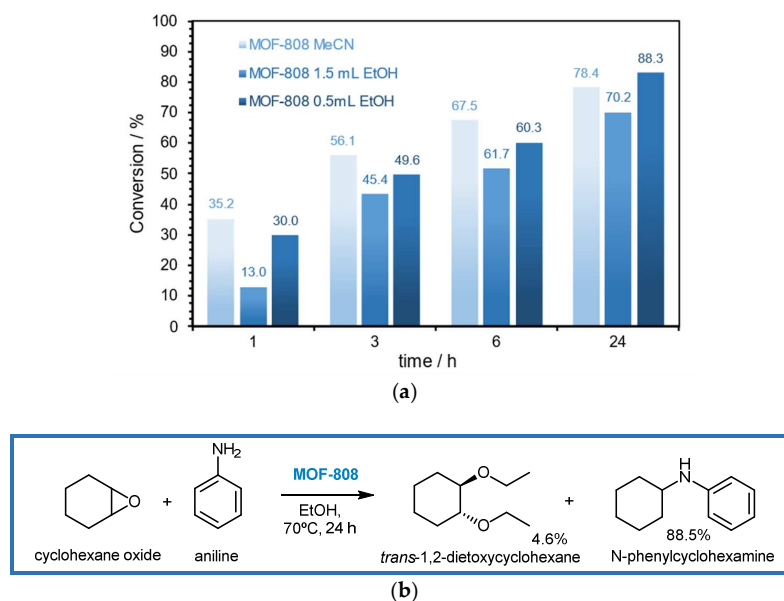 100
90
80
70
60
50
40
30
20
10
0
Conversion / %
MOF-808 MeCN
MOF-808 1.5 mL EtOH
MOF-808 0.5mL EtOH
35.2
13.0
30.0
56.1
45.4
49.6
67.5
61.7
60.3
78.4
70.2
88.3
1 3 6 24
time / h
(a)
O
+
NH2
MOF-808
EtOH,
70ºC, 24 h
O
O
4.6%
+
H
N
88.5%
cyclohexane oxide aniline trans-1,2-dietoxycyclohexane N-phenylcyclohexamine
(b)